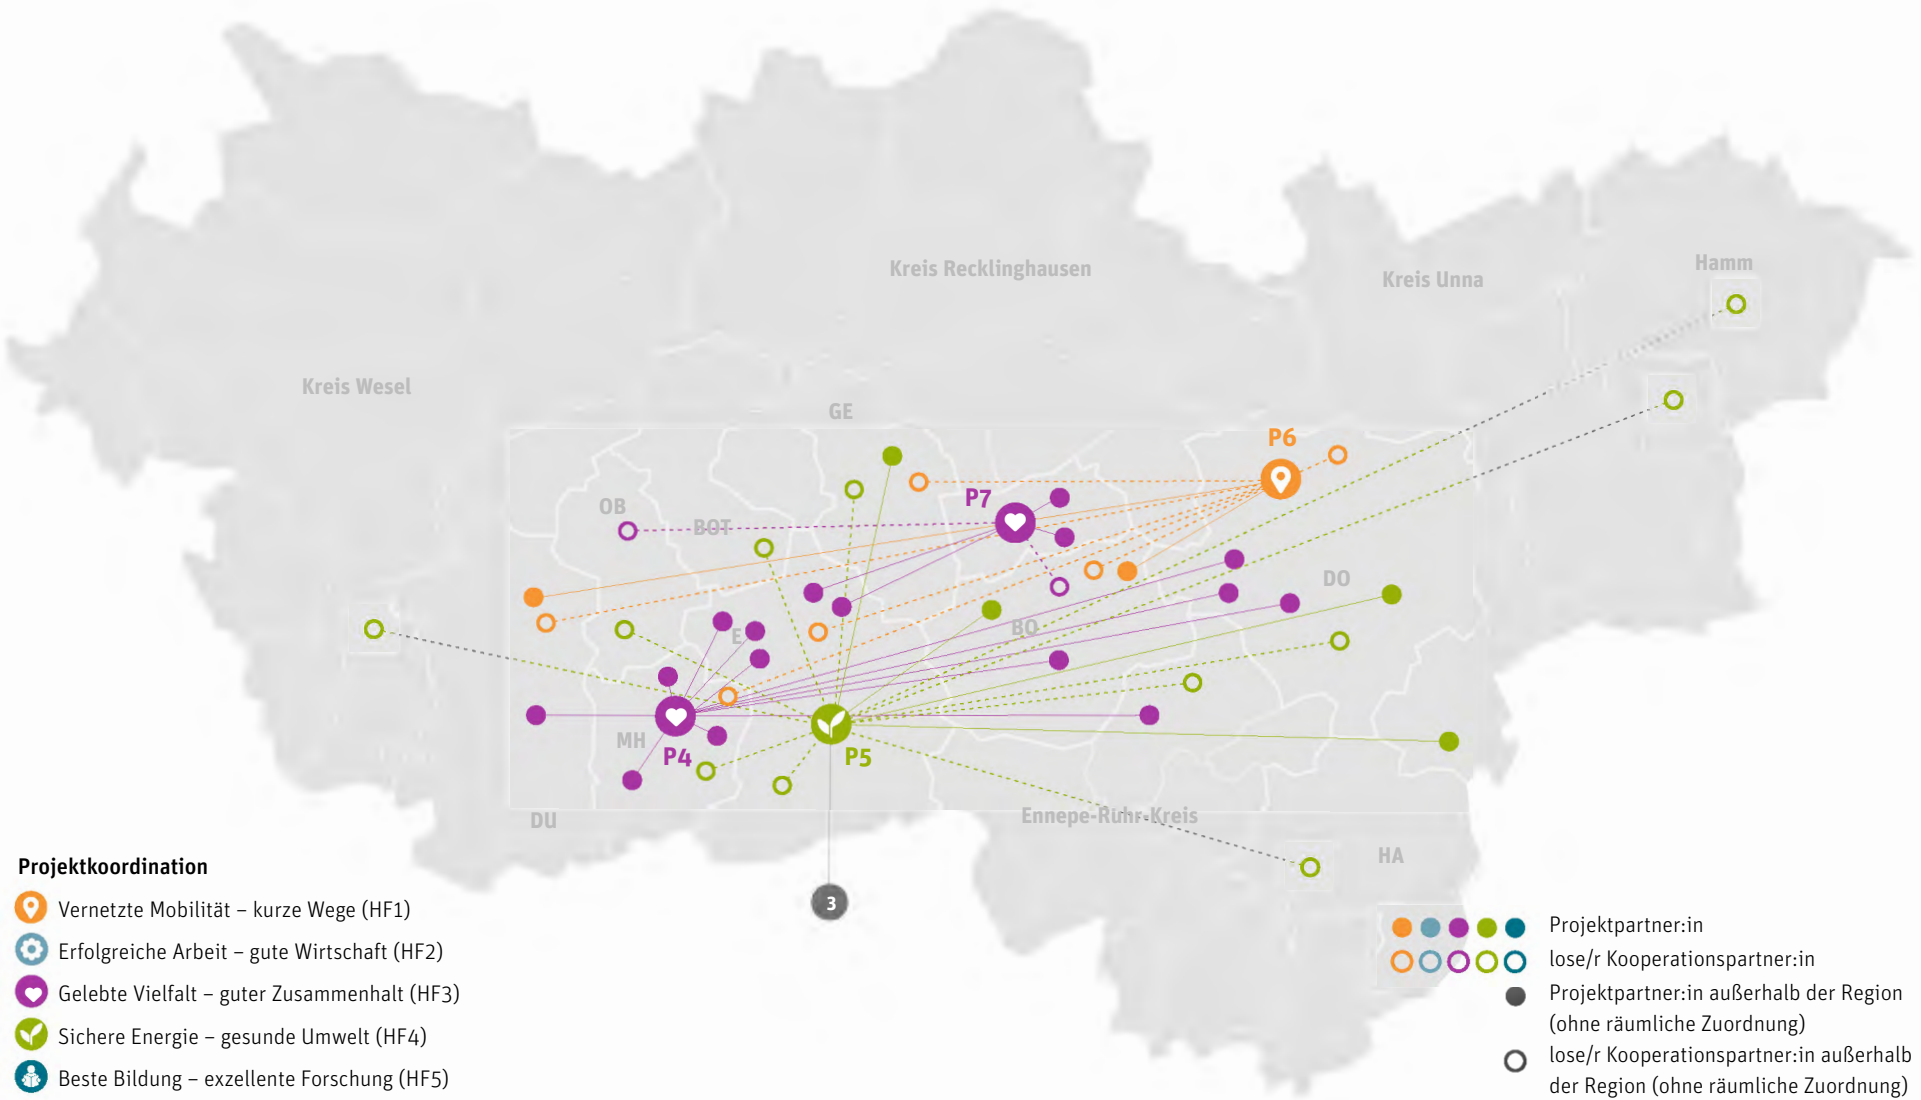 Hamm
Kreis Recklinghausen
Kreis Unna
Kreis Wesel
GE
P6
P7
OB
BOT
DO
BO
E
MH
P4
P5
DU
Ennepe-Ruhr-Kreis
HA
3
Projektkoordination
Vernetzte Mobilität – kurze Wege (HF1)
Erfolgreiche Arbeit – gute Wirtschaft (HF2)
Gelebte Vielfalt – guter Zusammenhalt (HF3)
Sichere Energie – gesunde Umwelt (HF4)
Beste Bildung – exzellente Forschung (HF5)
Projektpartner:in
lose/r Kooperationspartner:in
Projektpartner:in außerhalb der Region
(ohne räumliche Zuordnung)
lose/r Kooperationspartner:in außerhalb
der Region (ohne räumliche Zuordnung)